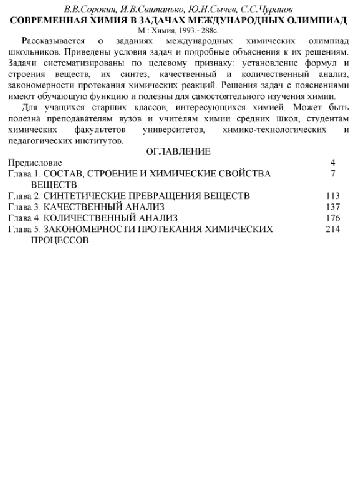 В.В.Сорокин, И.В.Свитанько, Ю.Н.Сычев, С.С.Чуранов
СОВРЕМЕННАЯ ХИМИЯ В ЗАДАЧАХ МЕЖДУНАРОДНЫХ ОЛИМПИАД
М.: Химия, 1993.- 288с.
Рассказывается о заданиях международных химических олимпиад
школьников. Приведены условия задач и подробные объяснения к их решениям.
Задачи систематизированы по целевому признаку: установление формул и
строения веществ, их синтез, качественный и количественный анализ,
закономерности протекания химических реакций. Решения задач с пояснениями
имеют обучающую функцию и полезны для самостоятельного изучения химии.
Для учащихся старших классов, интересующихся химией. Может быть
полезна преподавателям вузов и учителям химии средних школ, студентам
химических факультетов университетов, химико-технологических и
педагогических институтов.
ОГЛАВЛЕНИЕ
Предисловие 4
Глава 1. СОСТАВ, СТРОЕНИЕ И ХИМИЧЕСКИЕ СВОЙСТВА 7
ВЕЩЕСТВ
Глава 2. СИНТЕТИЧЕСКИЕ ПРЕВРАЩЕНИЯ ВЕЩЕСТВ 113
Глава 3. КАЧЕСТВЕННЫЙ АНАЛИЗ 137
Глава 4. КОЛИЧЕСТВЕННЫЙ АНАЛИЗ 176
Глава 5. ЗАКОНОМЕРНОСТИ ПРОТЕКАНИЯ ХИМИЧЕСКИХ 214
ПРОЦЕССОВ